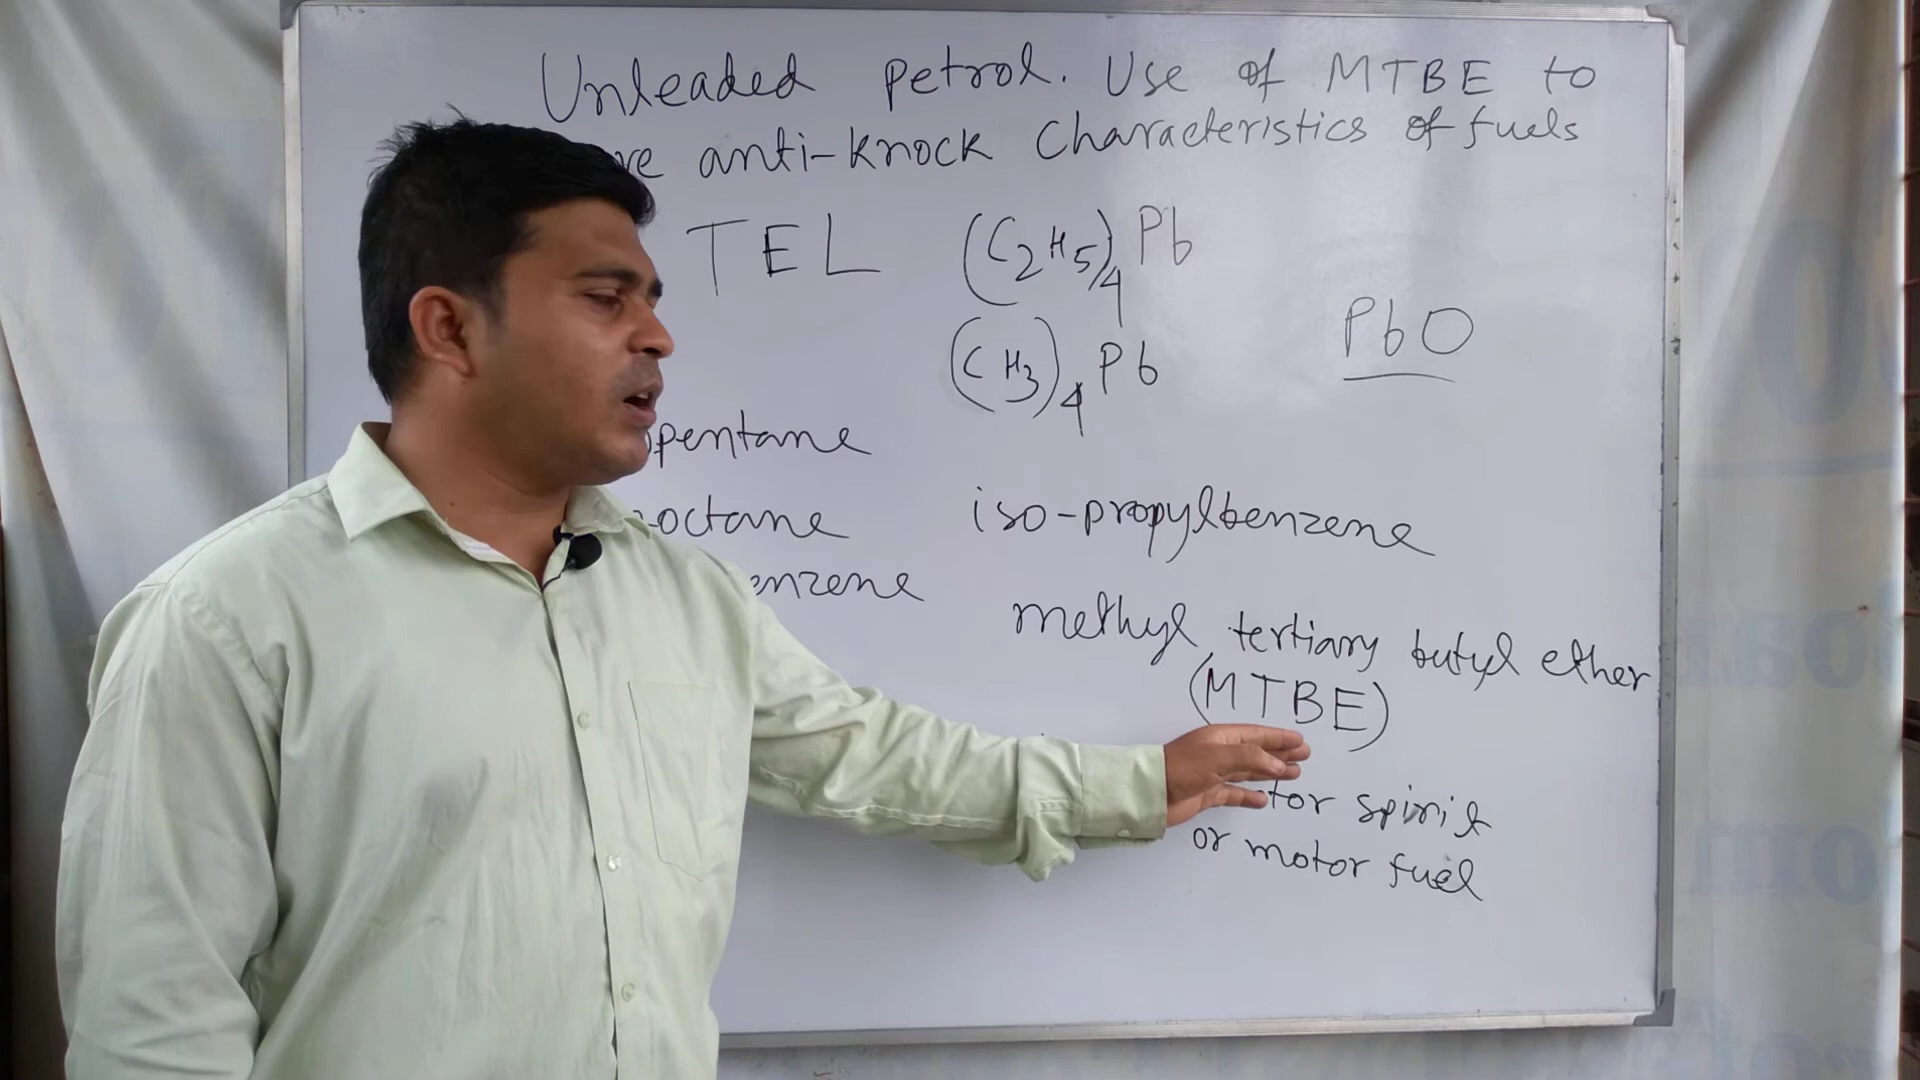 Unleaded petrol. Use of MTBE to
anti-knock characteristics of fuels
TEL (C2H5)4 Pb
(CH3)4 Pb
PbO
pentane
octane
iso-propylbenzene
enzene
methyl tertiary butyl ether
(MTBE)
tor spirit
or motor fuel